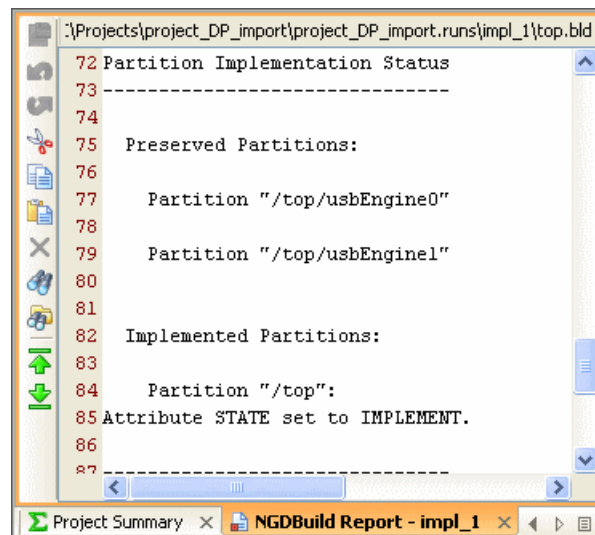 :\Projects\project_DP_import\project_DP_import.runs\impl_1\top.bld
72 Partition Implementation Status
73 -------------------------------
74
75 Preserved Partitions:
76
77 Partition "/top/usbEngine0"
78
79 Partition "/top/usbEngine1"
80
81
82 Implemented Partitions:
83
84 Partition "/top":
85 Attribute STATE set to IMPLEMENT.
86
87 -------------------------------
Project Summary NGDBuild Report - impl_1